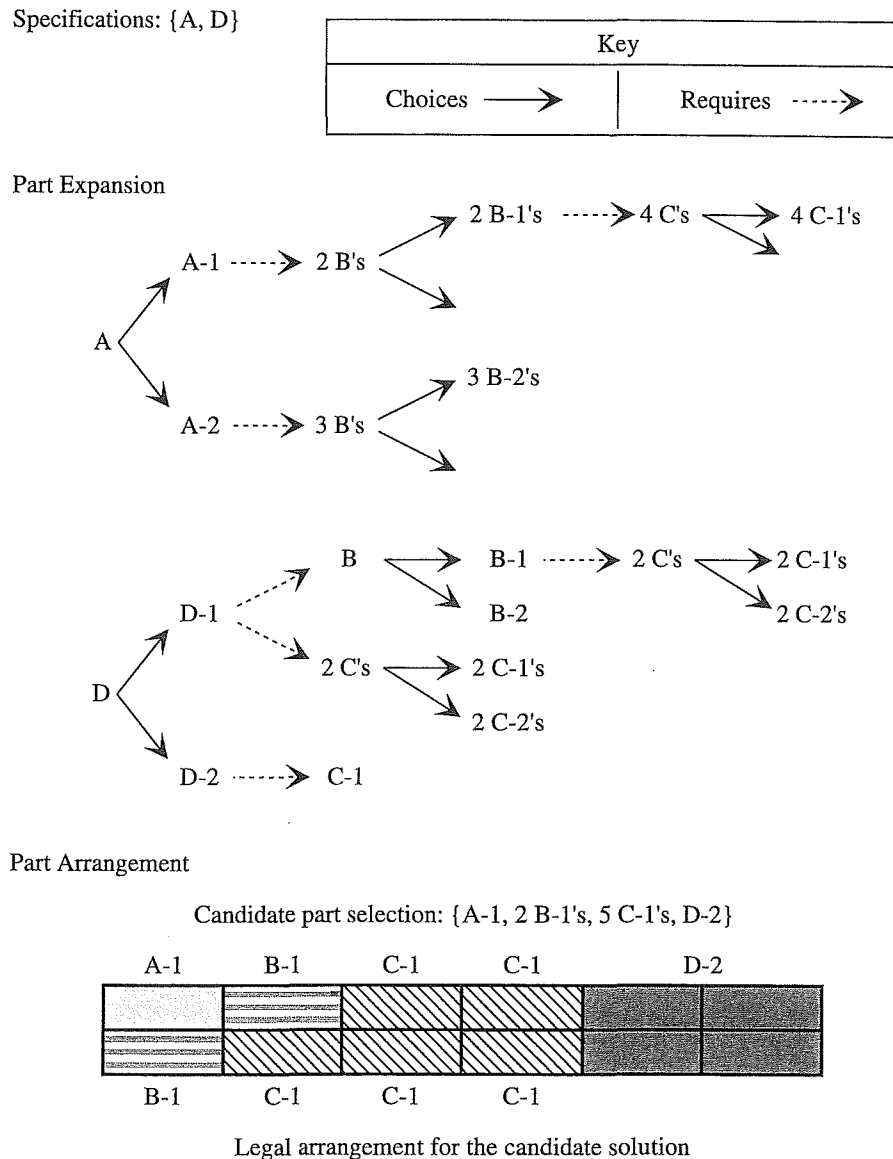 Specifications: {A, D}
Key
Choices
Requires
Part Expansion
2 B-1's 4 C's 4 C-1's
A-1 2 B's
A
3 B-2's
A-2 3 B's
B B-1 2 C's 2 C-1's
D-1 B-2 2 C-2's
2 C's 2 C-1's
D
2 C-2's
D-2 C-1
Part Arrangement
Candidate part selection: {A-1, 2 B-1's, 5 C-1's, D-2}
A-1 B-1 C-1 C-1 D-2
B-1 C-1 C-1 C-1
Legal arrangement for the candidate solution